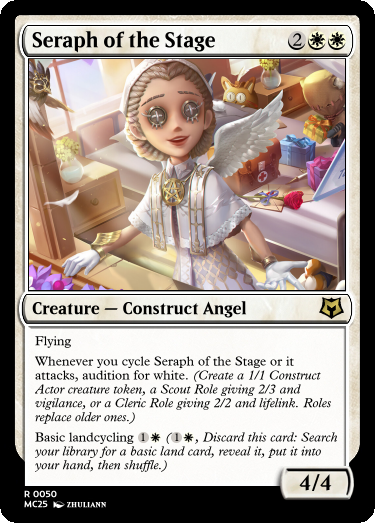 Seraph of the Stage 2
Creature — Construct Angel
Flying
Whenever you cycle Seraph of the Stage or it
attacks, audition for white. (Create a 1/1 Construct
Actor creature token, a Scout Role giving 2/3 and
vigilance, or a Cleric Role giving 2/2 and lifelink. Roles
replace older ones.)
Basic landcycling 1 (1, Discard this card: Search
your library for a basic land card, reveal it, put it into
your hand, then shuffle.)
4/4
R 0050
MC25 ZHULIANN